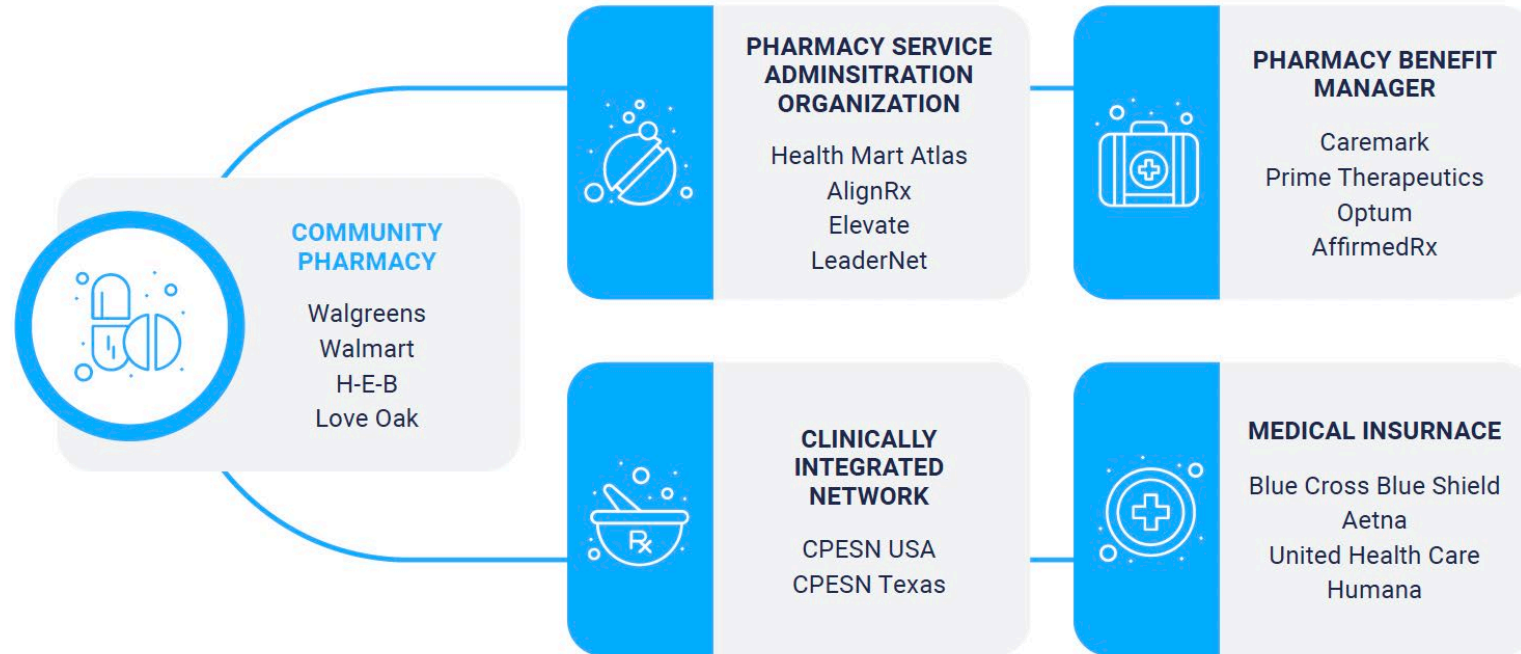 COMMUNITY
PHARMACY
Walgreens
Walmart
H-E-B
Love Oak
PHARMACY SERVICE
ADMINSITRATION
ORGANIZATION
Health Mart Atlas
AlignRx
Elevate
LeaderNet
PHARMACY BENEFIT
MANAGER
Caremark
Prime Therapeutics
Optum
AffirmedRx
CLINICALLY
INTEGRATED
NETWORK
CPESN USA
CPESN Texas
Rx
MEDICAL INSURNACE
Blue Cross Blue Shield
Aetna
United Health Care
Humana